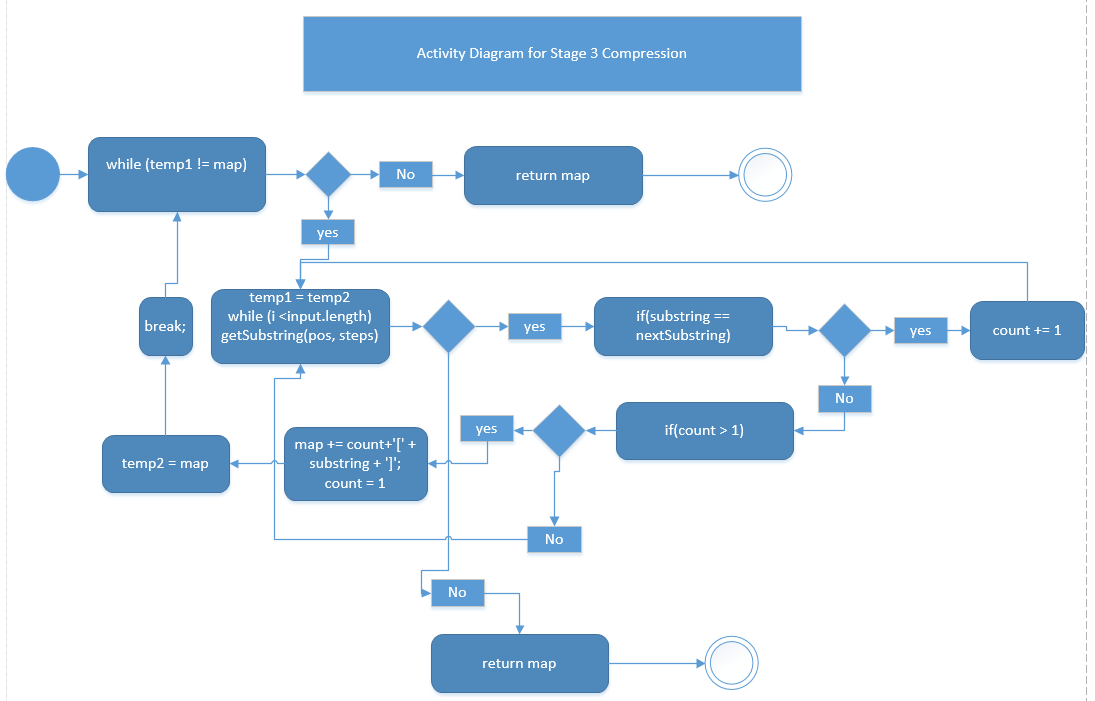 Activity Diagram for Stage 3 Compression
while (temp1 != map)
No
return map
yes
temp1 = temp2
while (i <input.length)
getSubstring(pos, steps)
yes
if(substring ==
nextSubstring)
yes
count += 1
break;
No
if(count > 1)
yes
map += count+'[' +
substring + ']';
count = 1
temp2 = map
No
No
return map